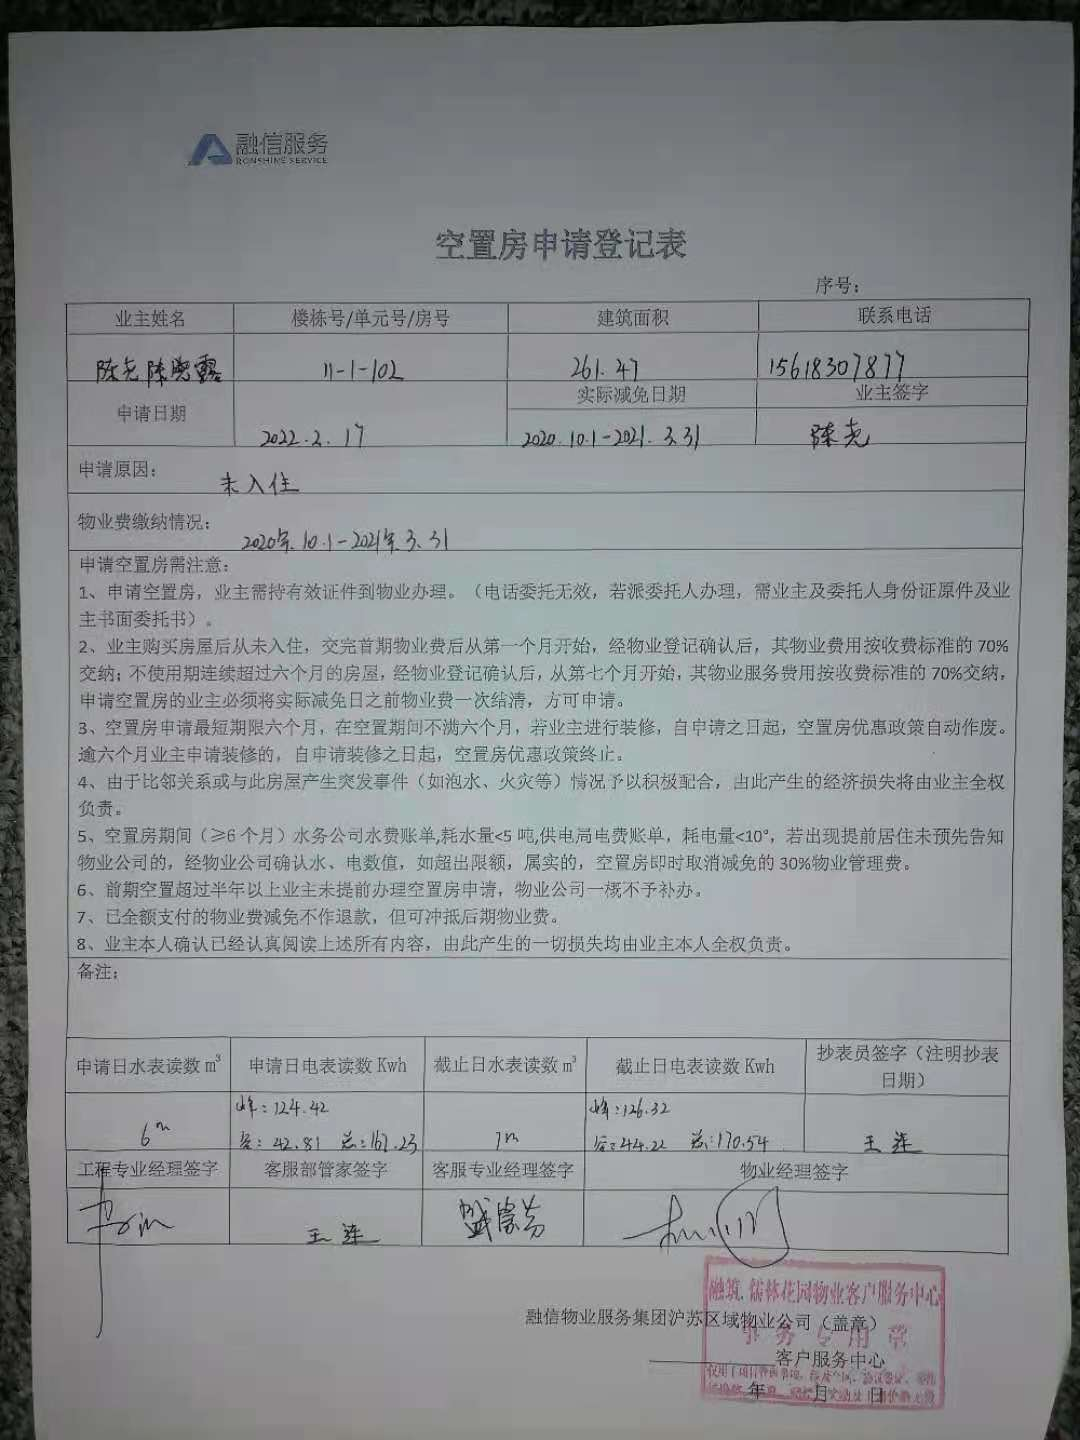 融信服务
RONSHINE SERVICE
空置房申请登记表
序号：
业主姓名 楼栋号/单元号/房号 建筑面积 联系电话
陈尧 陈晓露 11-1-102 261.47 15618307877
申请日期 实际减免日期 业主签字
2022.2.17 2020.10.1-2021.3.31 陈尧
申请原因： 未入住
物业费缴纳情况： 2020年.10.1-2021年.3.31
申请空置房需注意：
1、申请空置房，业主需持有效证件到物业办理。（电话委托无效，若派委托人办理，需业主及委托人身份证原件及业
主书面委托书）。
2、业主购买房屋后从未入住，交完首期物业费后从第一个月开始，经物业登记确认后，其物业费用按收费标准的 70%
交纳；不使用期连续超过六个月的房屋，经物业登记确认后，从第七个月开始，其物业服务费用按收费标准的 70%交纳，
申请空置房的业主必须将实际减免日之前物业费一次结清，方可申请。
3、空置房申请最短期限六个月，在空置期间不满六个月，若业主进行装修，自申请之日起，空置房优惠政策自动作废。
逾六个月业主申请装修的，自申请装修之日起，空置房优惠政策终止。
4、由于比邻关系或与此房屋产生突发事件（如泡水、火灾等）情况予以积极配合，由此产生的经济损失将由业主全权
负责。
5、空置房期间（≥6 个月）水务公司水费账单,耗水量<5 吨,供电局电费账单，耗电量<10°，若出现提前居住未预先告知
物业公司的，经物业公司确认水、电数值，如超出限额，属实的，空置房即时取消减免的 30%物业管理费。
6、前期空置超过半年以上业主未提前办理空置房申请，物业公司一概不予补办。
7、已全额支付的物业费减免不作退款，但可冲抵后期物业费。
8、业主本人确认已经认真阅读上述所有内容，由此产生的一切损失均由业主本人全权负责。
备注；
申请日水表读数 m³ 申请日电表读数 Kwh 截止日水表读数 m³ 截止日电表读数 Kwh 抄表员签字（注明抄表
日期）
峰：124.42 峰：126.32
6m 谷：42.81 总：167.23 7m 谷：44.22 总：170.54 王莲
工程专业经理签字 客服部管家签字 客服专业经理签字 物业经理签字
王莲
融筑.儒林花园物业客户服务中心
融信物业服务集团沪苏区域物业公司（盖章）
事务专用章
客户服务中心
年 月 日